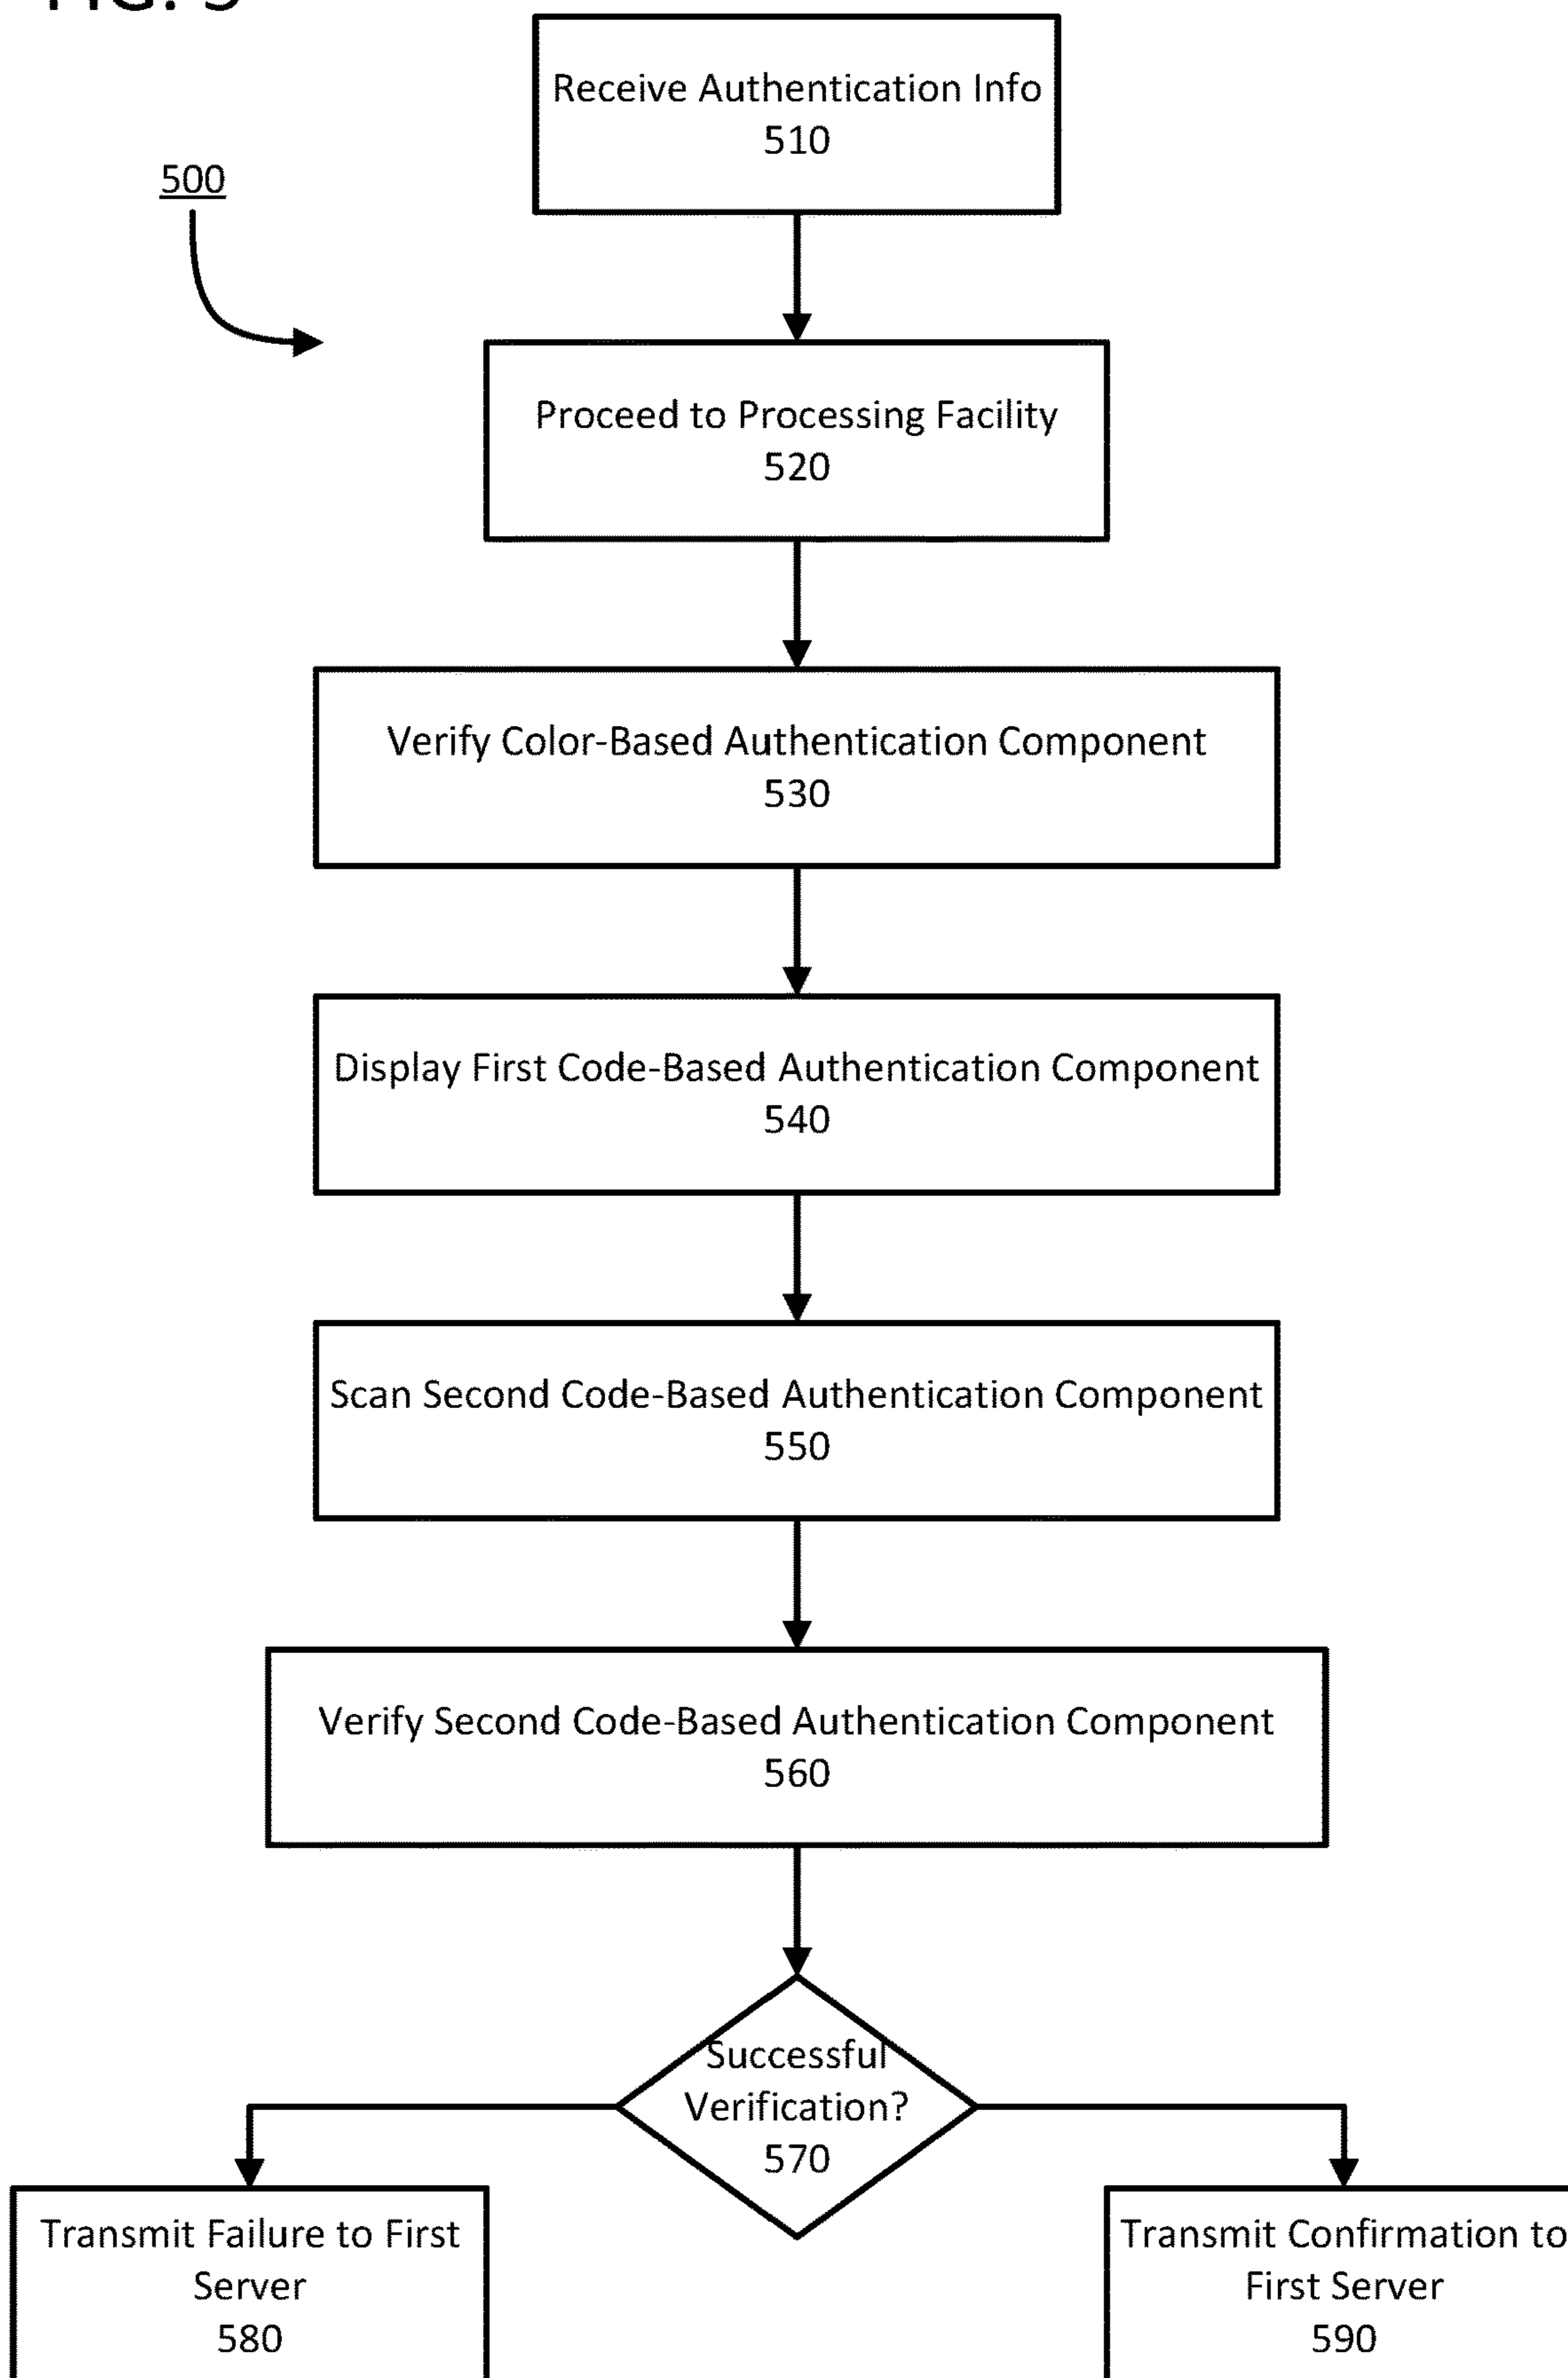 FIG. 5
Receive Authentication Info
510
500
Proceed to Processing Facility
520
Verify Color-Based Authentication Component
530
Display First Code-Based Authentication Component
540
Scan Second Code-Based Authentication Component
550
Verify Second Code-Based Authentication Component
560
Successful
Verification?
570
Transmit Failure to First
Server
580
Transmit Confirmation to
First Server
590